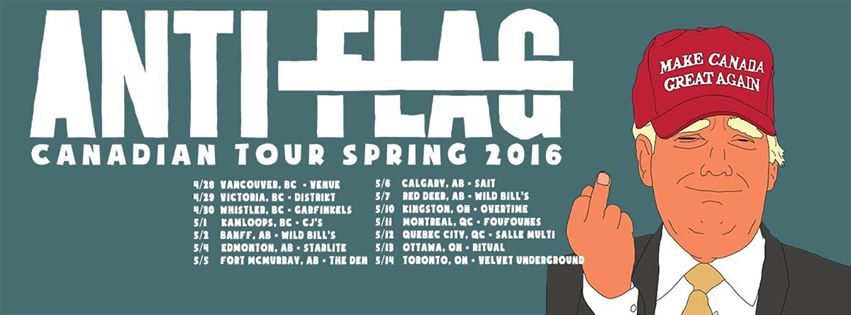 ANTI-FLAG
CANADIAN TOUR SPRING 2016
4/28 VANCOUVER, BC - VENUE
4/29 VICTORIA, BC - DISTRIKT
4/30 WHISTLER, BC - GARFINKELS
5/1 KAMLOOPS, BC - CJ'S
5/2 BANFF, AB - WILD BILL'S
5/4 EDMONTON, AB - STARLITE
5/5 FORT MCMURRAY, AB - THE DEN
5/6 CALGARY, AB - SAIT
5/7 RED DEER, AB - WILD BILL'S
5/10 KINGSTON, ON - OVERTIME
5/11 MONTREAL, QC - FOUFOUNES
5/12 QUEBEC CITY, QC - SALLE MULTI
5/13 OTTAWA, ON - RITUAL
5/14 TORONTO, ON - VELVET UNDERGROUND
MAKE CANADA
GREAT AGAIN